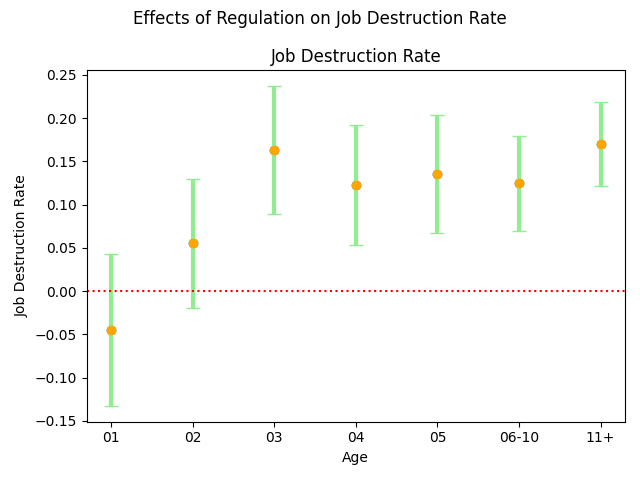 Effects of Regulation on Job Destruction Rate
Job Destruction Rate
Job Destruction Rate
0.25
0.20
0.15
0.10
0.05
0.00
−0.05
−0.10
−0.15
01 02 03 04 05 06-10 11+
Age